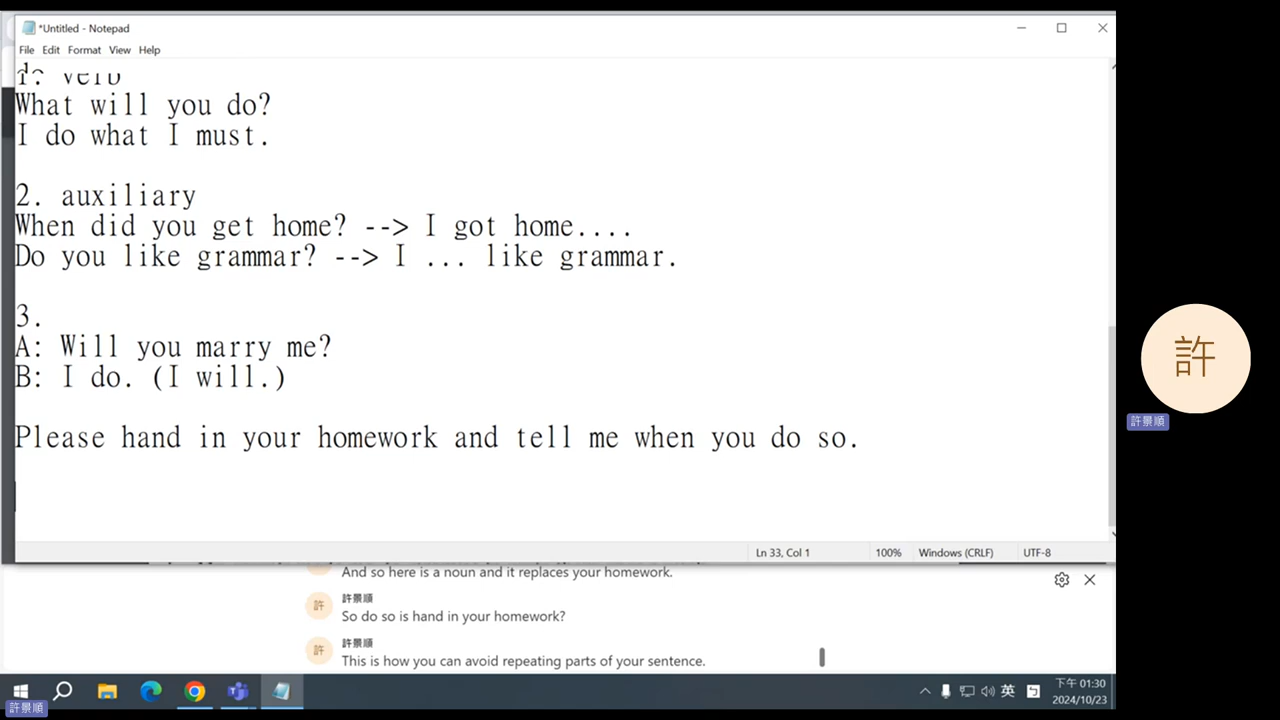 *Untitled - Notepad
File Edit Format View Help
1. verb
What will you do?
I do what I must.
2. auxiliary
When did you get home? --> I got home....
Do you like grammar? --> I ... like grammar.
3.
A: Will you marry me?
B: I do. (I will.)
Please hand in your homework and tell me when you do so.
Ln 33, Col 1 100% Windows (CRLF) UTF-8
And so here is a noun and it replaces your homework.
許 許景順
So do so is hand in your homework?
許 許景順
This is how you can avoid repeating parts of your sentence.
英 下午 01:30
2024/10/23
許景順
許
許景順